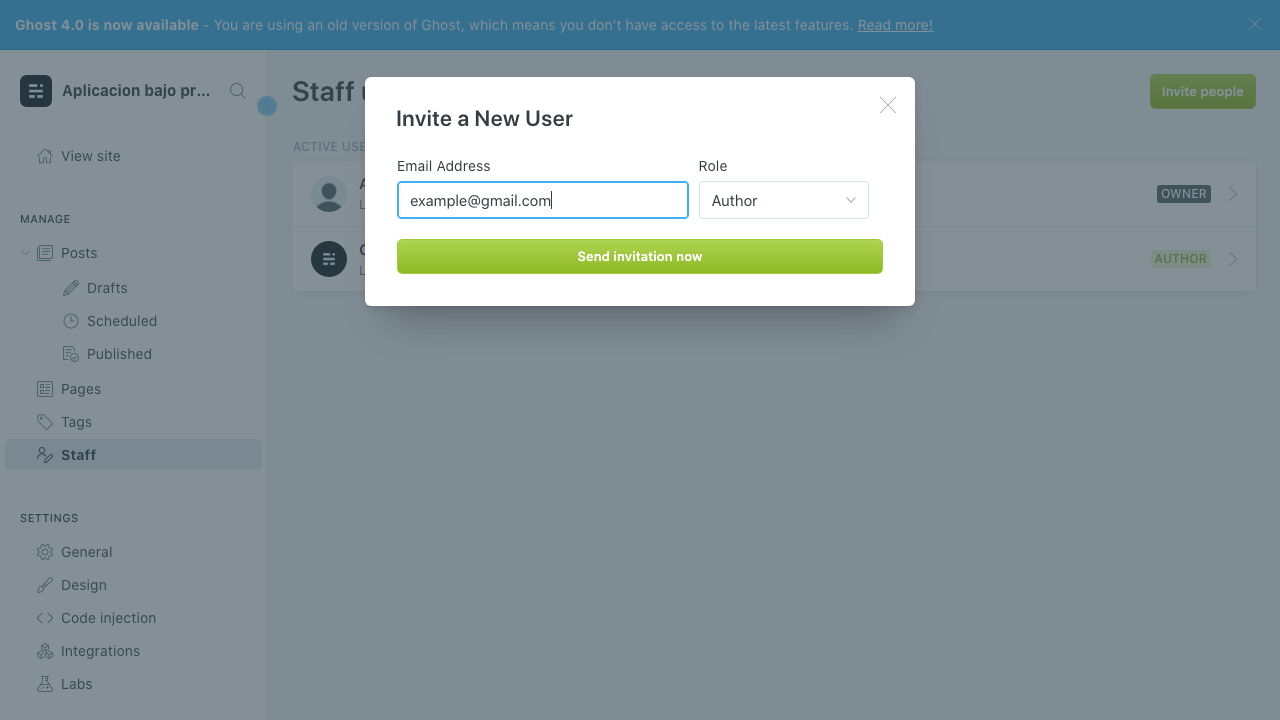 Ghost 4.0 is now available - You are using an old version of Ghost, which means you don't have access to the latest features. Read more!
Aplicacion bajo pr...
View site
MANAGE
Posts
Drafts
Scheduled
Published
Pages
Tags
Staff
SETTINGS
General
Design
Code injection
Integrations
Labs
Staff
Invite people
ACTIVE
OWNER
AUTHOR
Invite a New User
Email Address
Role
example@gmail.com
Author
Send invitation now